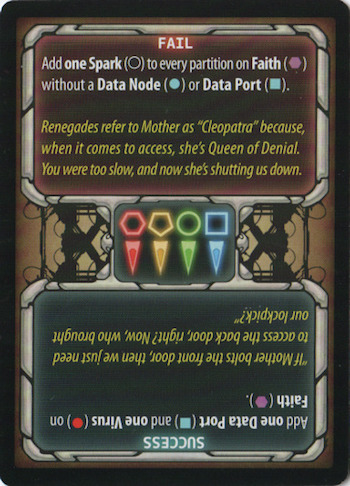 FAIL
Add one Spark (○) to every partition on Faith (⬣)
without a Data Node (●) or Data Port (■).
Renegades refer to Mother as “Cleopatra” because,
when it comes to access, she’s Queen of Denial.
You were too slow, and now she’s shutting us down.
SUCCESS
Add one Data Port (■) and one Virus (●) on
Faith (⬣).
“If Mother bolts the front door, then we just need
to access the back door, right? Now, who brought
our lockpick?”